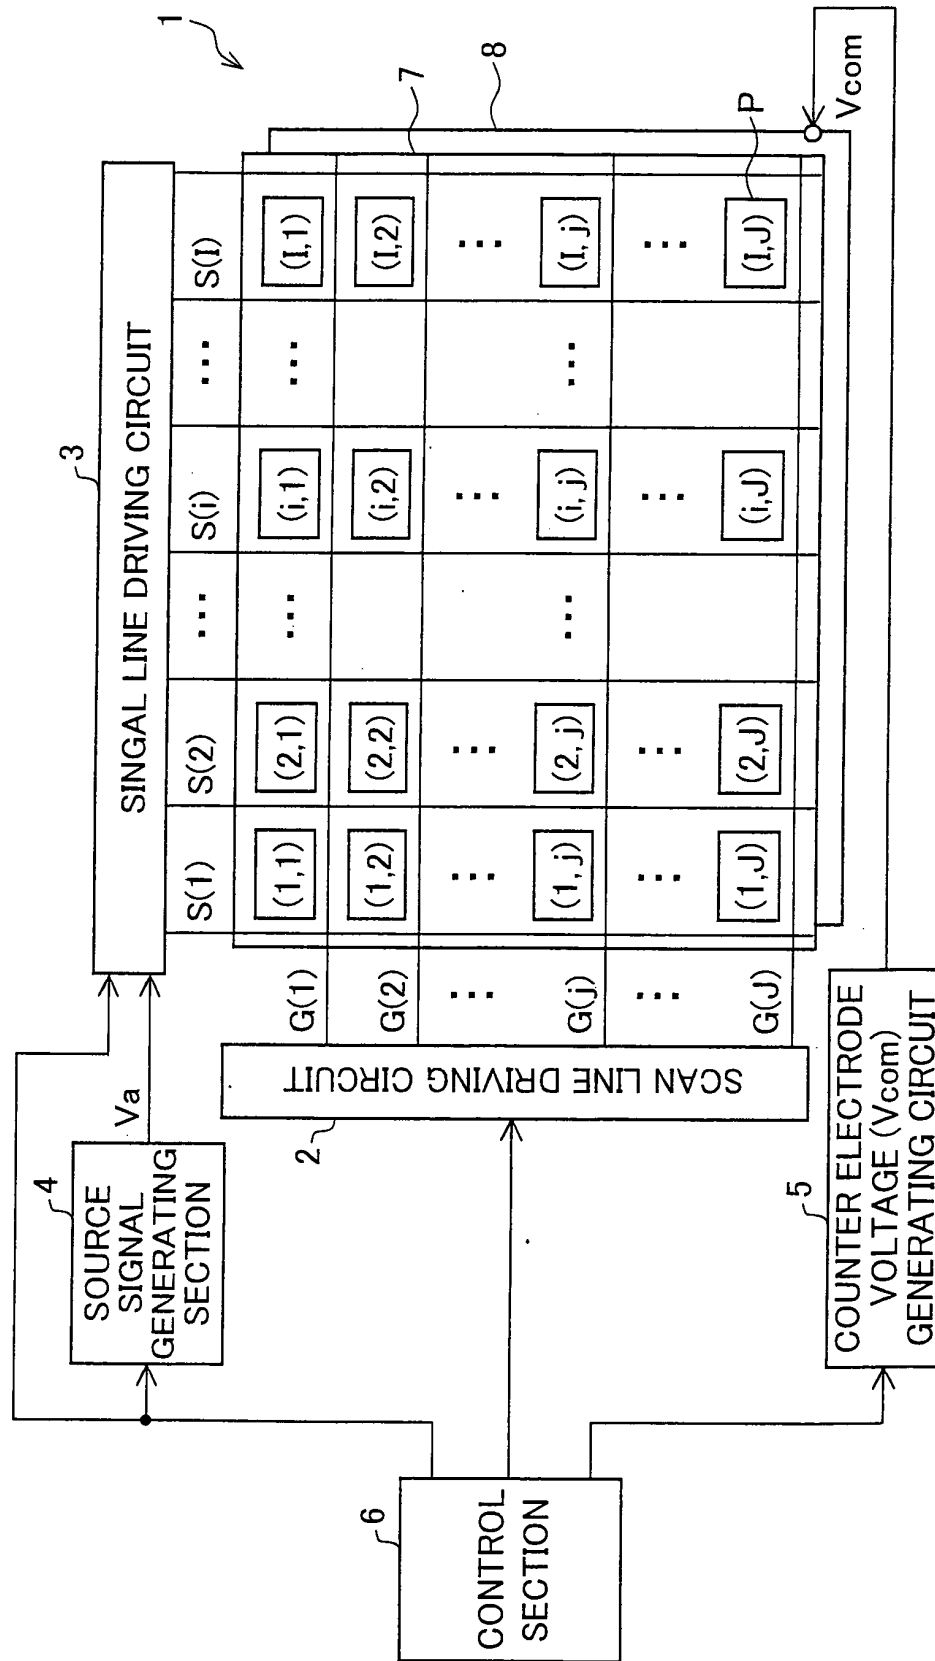 1
3
SINGAL LINE DRIVING CIRCUIT
4
SOURCE
SIGNAL
GENERATING
SECTION
Va
S(1) S(2) ... S(i) ... S(I)
7
8
2
SCAN LINE DRIVING CIRCUIT
G(1) (1,1) (2,1) ... (i,1) ... (I,1)
G(2) (1,2) (2,2) (i,2) (I,2)
... ... ... ... ...
G(j) (1,j) (2,j) ... (i,j) ... (I,j)
... ... ... ... ...
G(J) (1,J) (2,J) (i,J) (I,J)
P
Vcom
6
CONTROL
SECTION
5
COUNTER ELECTRODE
VOLTAGE (Vcom)
GENERATING CIRCUIT